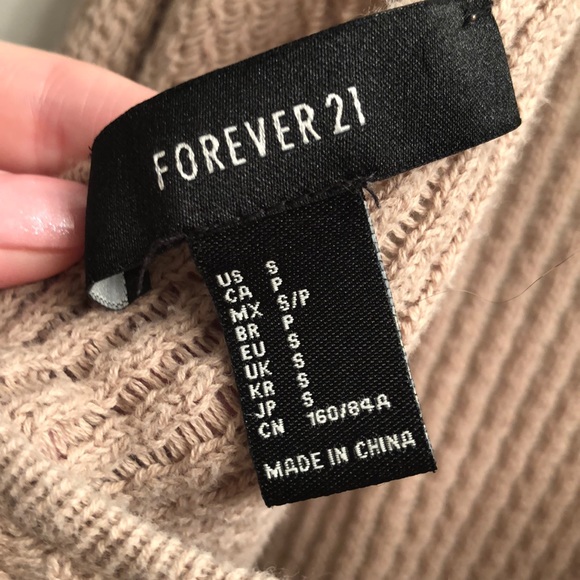 FOREVER 21
US S
CA P
MX S/P
BR P
EU S
UK S
KR S
JP S
CN 160/84A
MADE IN CHINA